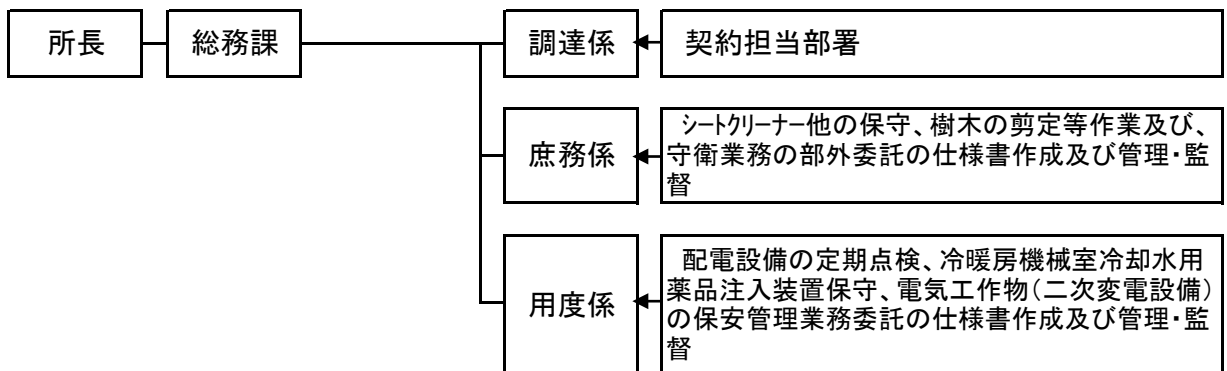 所長
総務課
調達係
契約担当部署
庶務係
シートクリーナー他の保守、樹木の剪定等作業及び、
守衛業務の部外委託の仕様書作成及び管理・監
督
用度係
配電設備の定期点検、冷暖房機械室冷却水用
薬品注入装置保守、電気工作物（二次変電設備）
の保安管理業務委託の仕様書作成及び管理・監
督